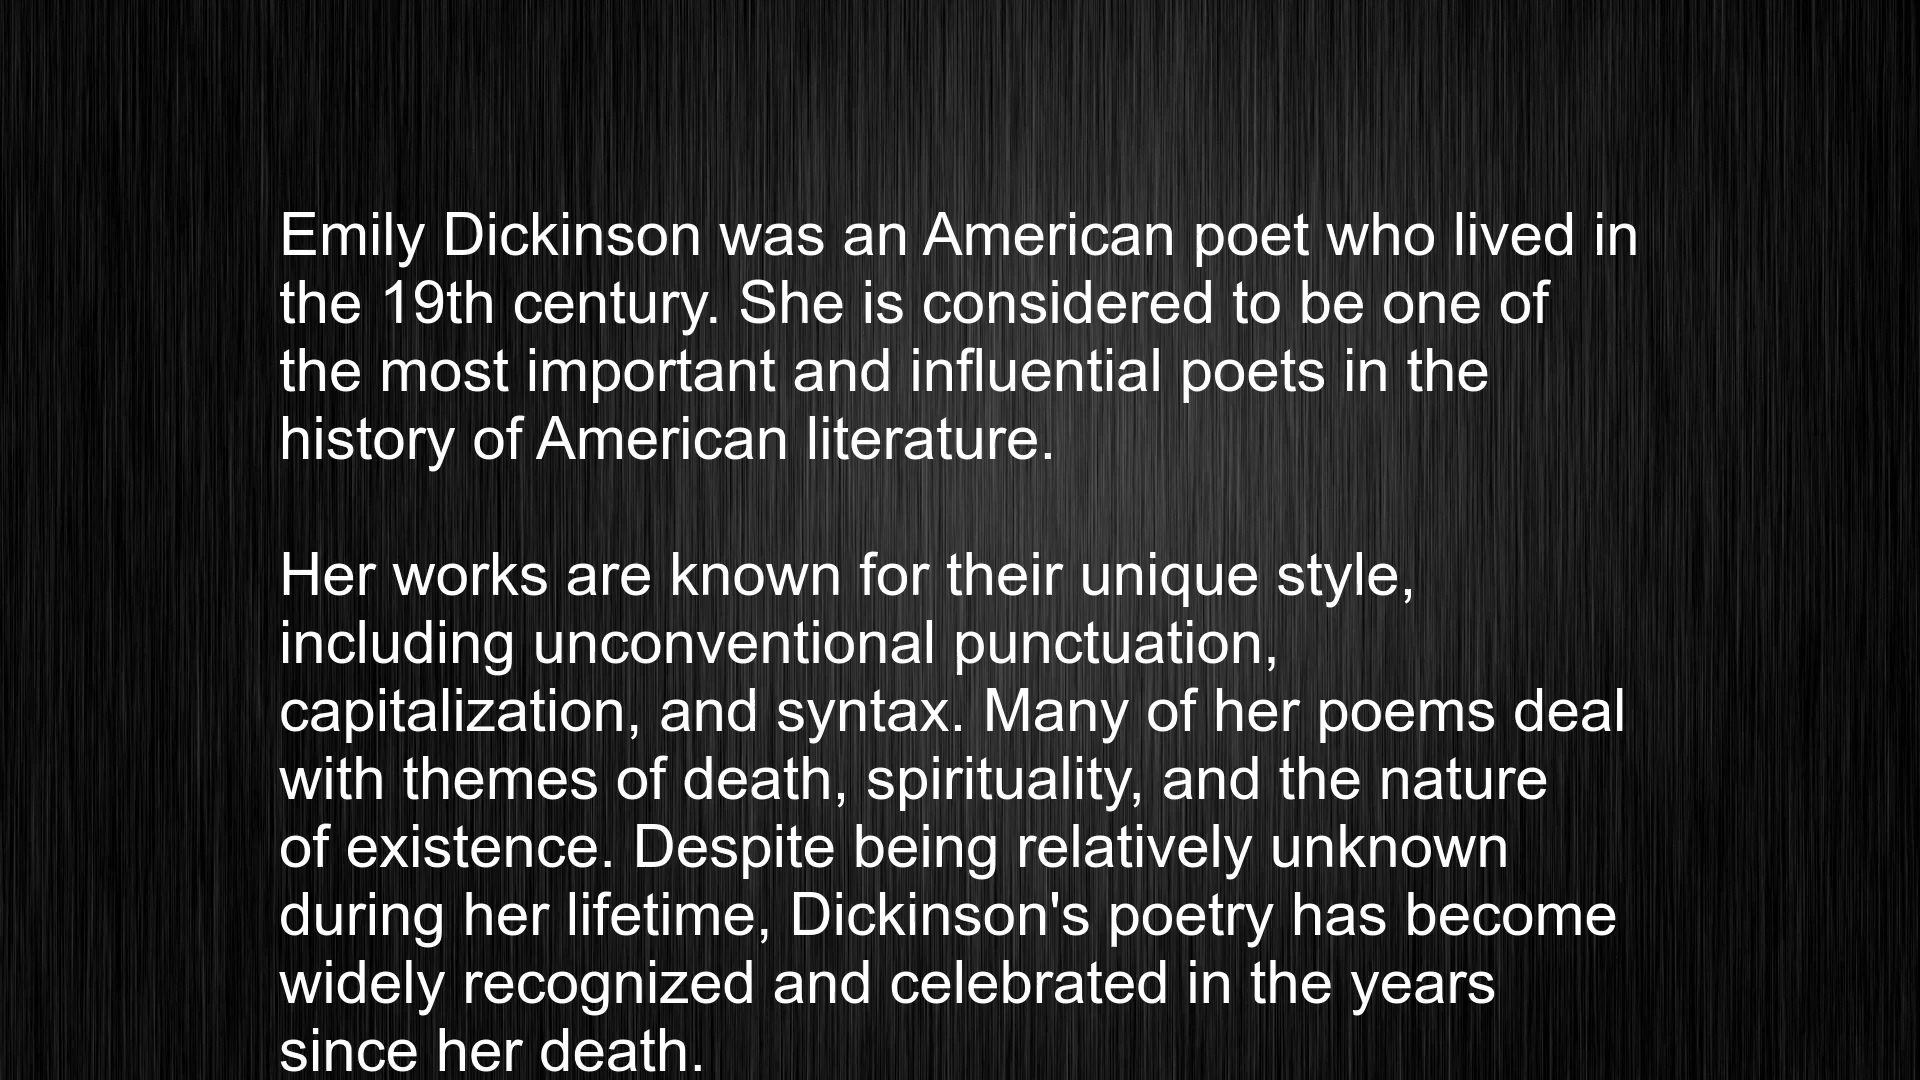 Emily Dickinson was an American poet who lived in
the 19th century. She is considered to be one of
the most important and influential poets in the
history of American literature.
Her works are known for their unique style,
including unconventional punctuation,
capitalization, and syntax. Many of her poems deal
with themes of death, spirituality, and the nature
of existence. Despite being relatively unknown
during her lifetime, Dickinson's poetry has become
widely recognized and celebrated in the years
since her death.